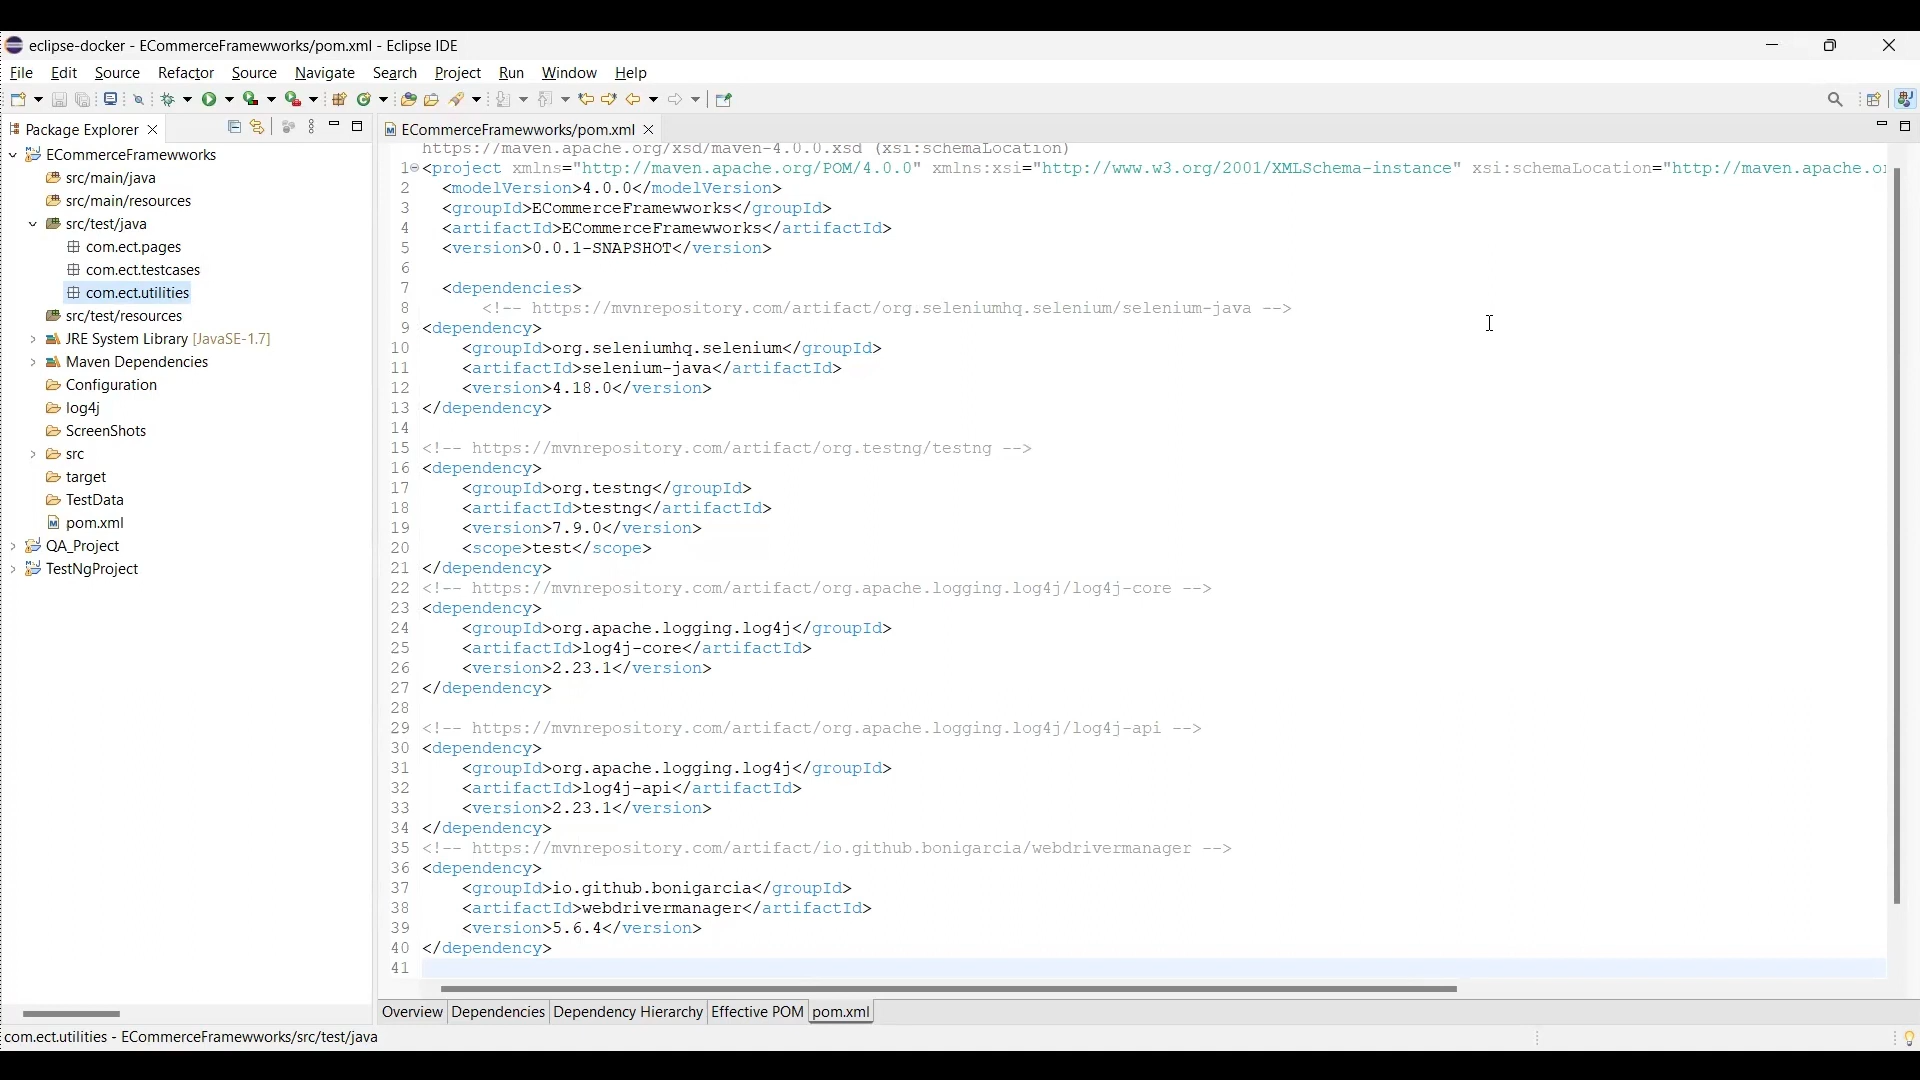 eclipse-docker - ECommerceFramewworks/pom.xml - Eclipse IDE
File Edit Source Refactor Source Navigate Search Project Run Window Help
Package Explorer
ECommerceFramewworks
src/main/java
src/main/resources
src/test/java
com.ect.pages
com.ect.testcases
com.ect.utilities
src/test/resources
JRE System Library [JavaSE-1.7]
Maven Dependencies
Configuration
log4j
ScreenShots
src
target
TestData
pom.xml
QA_Project
TestNgProject
ECommerceFramewworks/pom.xml
https://maven.apache.org/xsd/maven-4.0.0.xsd (xsi:schemaLocation)
1 <project xmlns="http://maven.apache.org/POM/4.0.0" xmlns:xsi="http://www.w3.org/2001/XMLSchema-instance" xsi:schemaLocation="http://maven.apache.or
2 <modelVersion>4.0.0</modelVersion>
3 <groupId>ECommerceFramewworks</groupId>
4 <artifactId>ECommerceFramewworks</artifactId>
5 <version>0.0.1-SNAPSHOT</version>
6
7 <dependencies>
8 <!-- https://mvnrepository.com/artifact/org.seleniumhq.selenium/selenium-java -->
9 <dependency>
10 <groupId>org.seleniumhq.selenium</groupId>
11 <artifactId>selenium-java</artifactId>
12 <version>4.18.0</version>
13 </dependency>
14
15 <!-- https://mvnrepository.com/artifact/org.testng/testng -->
16 <dependency>
17 <groupId>org.testng</groupId>
18 <artifactId>testng</artifactId>
19 <version>7.9.0</version>
20 <scope>test</scope>
21 </dependency>
22 <!-- https://mvnrepository.com/artifact/org.apache.logging.log4j/log4j-core -->
23 <dependency>
24 <groupId>org.apache.logging.log4j</groupId>
25 <artifactId>log4j-core</artifactId>
26 <version>2.23.1</version>
27 </dependency>
28
29 <!-- https://mvnrepository.com/artifact/org.apache.logging.log4j/log4j-api -->
30 <dependency>
31 <groupId>org.apache.logging.log4j</groupId>
32 <artifactId>log4j-api</artifactId>
33 <version>2.23.1</version>
34 </dependency>
35 <!-- https://mvnrepository.com/artifact/io.github.bonigarcia/webdrivermanager -->
36 <dependency>
37 <groupId>io.github.bonigarcia</groupId>
38 <artifactId>webdrivermanager</artifactId>
39 <version>5.6.4</version>
40 </dependency>
41
Overview Dependencies Dependency Hierarchy Effective POM pom.xml
com.ect.utilities - ECommerceFramewworks/src/test/java